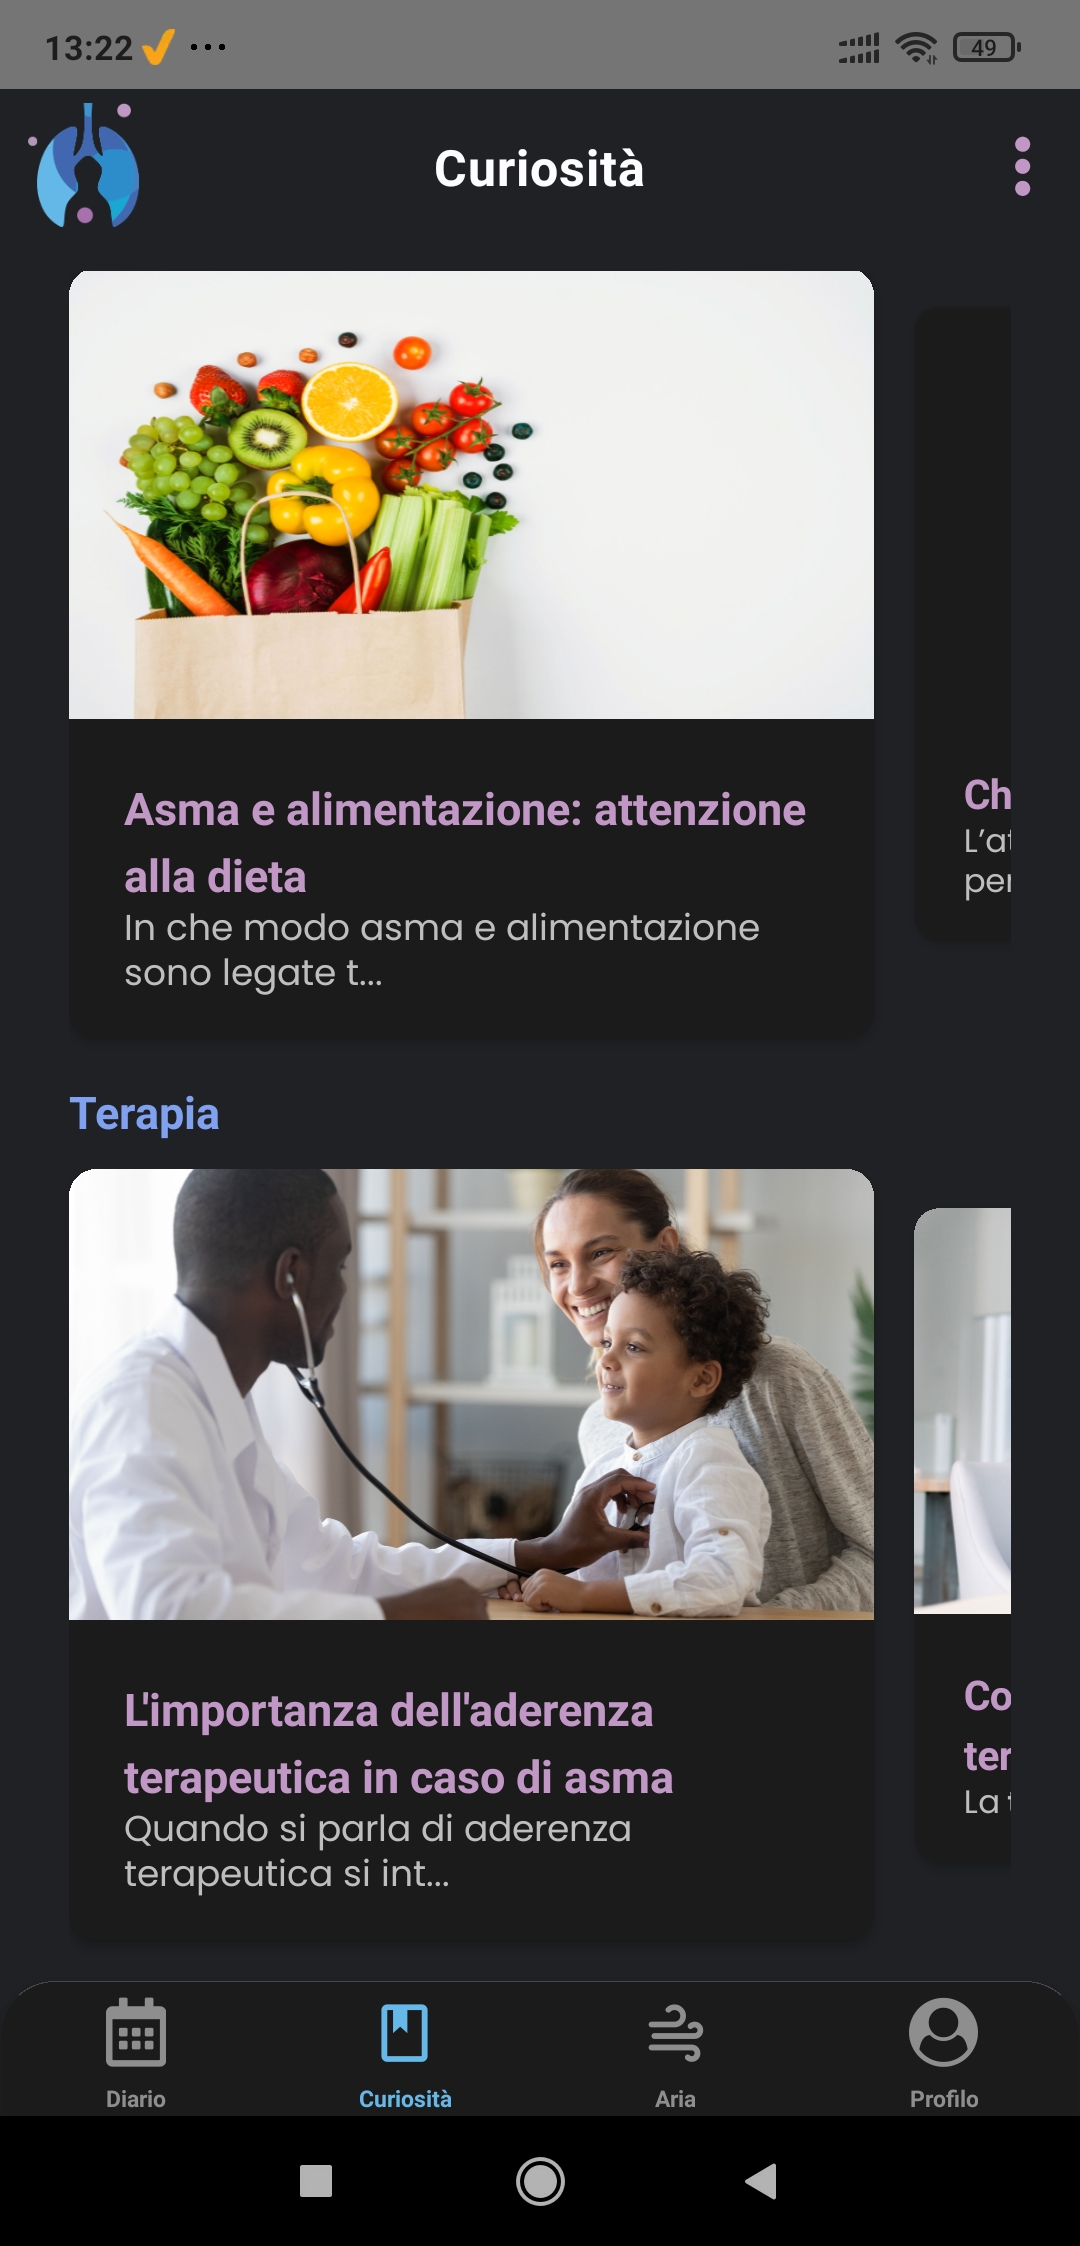 13:22
49
Curiosità
Asma e alimentazione: attenzione
alla dieta
In che modo asma e alimentazione
sono legate t...
Ch
L'at
per
Terapia
L'importanza dell'aderenza
terapeutica in caso di asma
Quando si parla di aderenza
terapeutica si int...
Co
ter
La t
Diario
Curiosità
Aria
Profilo